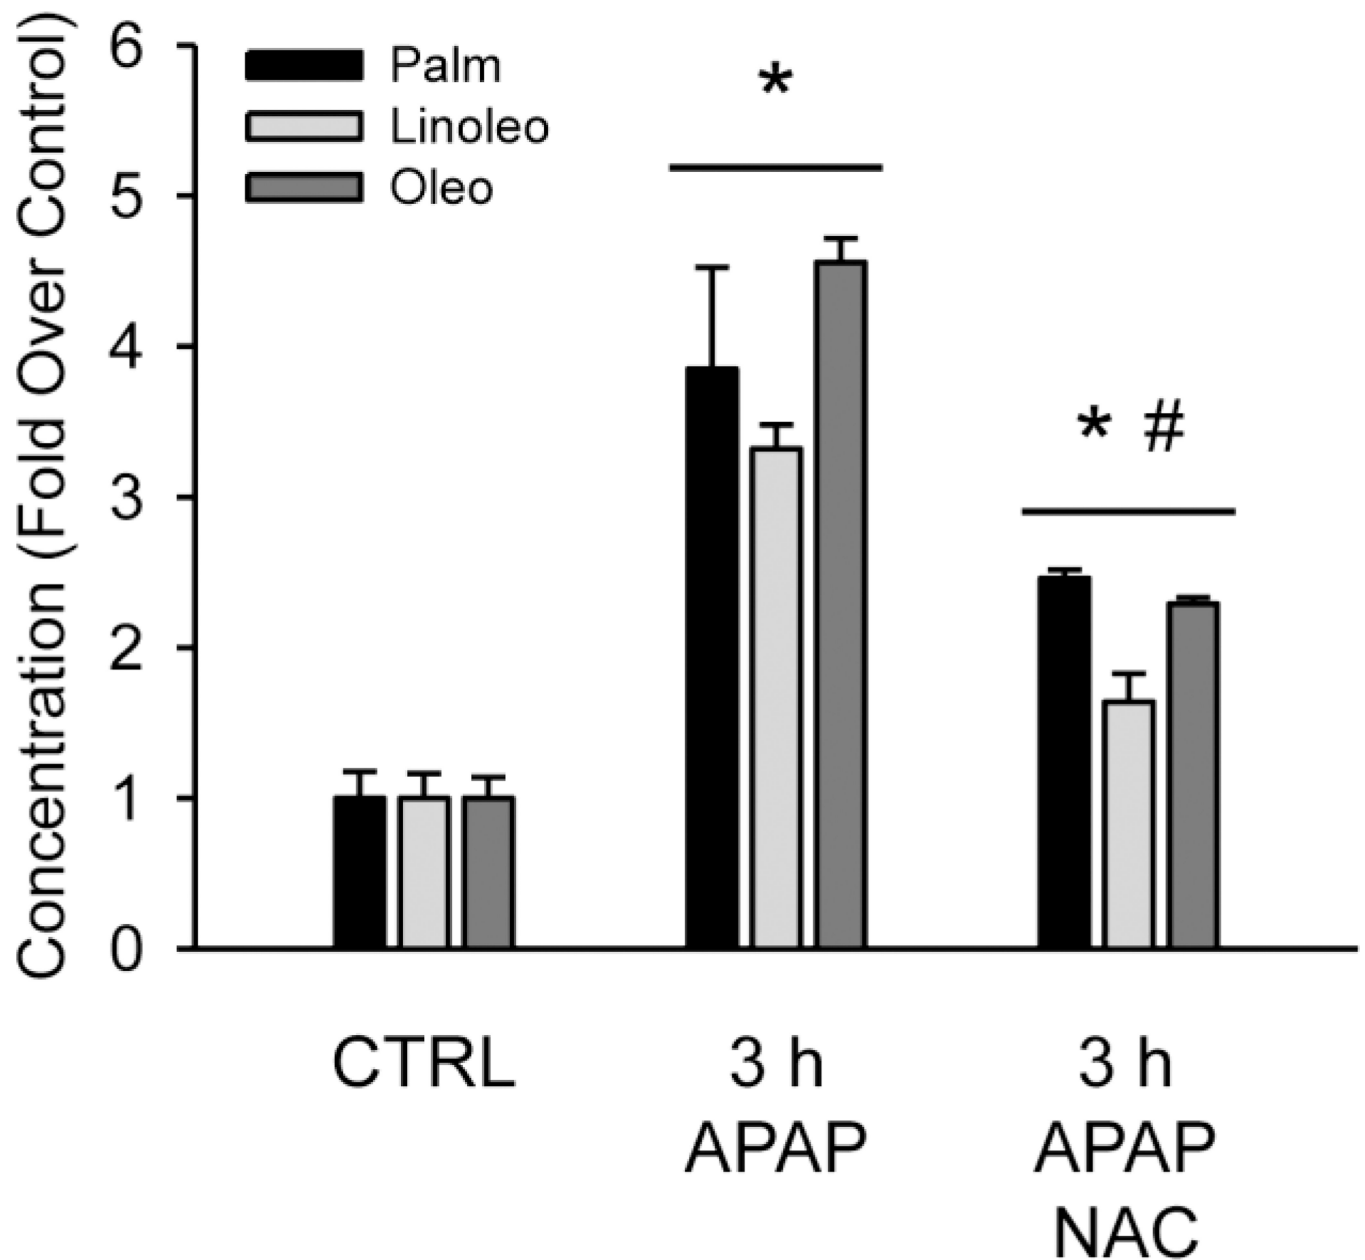 Concentration (Fold Over Control)
6
5
4
3
2
1
0
Palm
Linoleo
Oleo
*
* #
CTRL
3 h
APAP
3 h
APAP
NAC